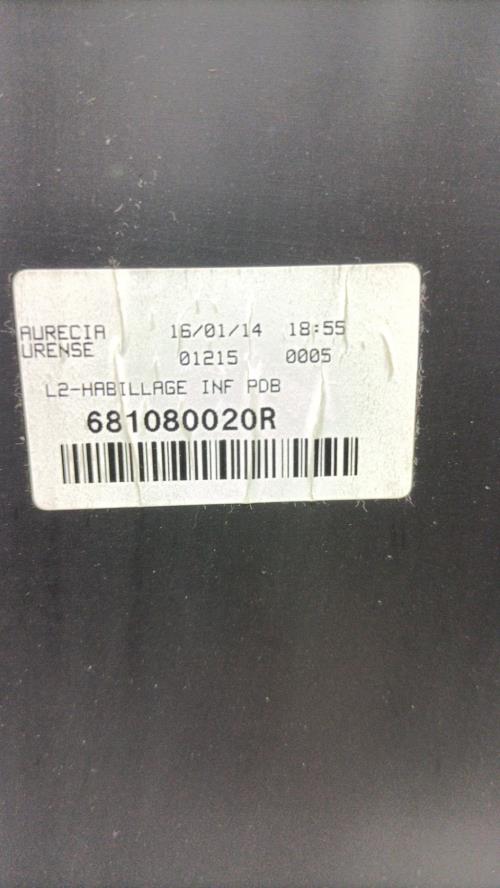 AURECIA 16/01/14 18:55
URENSE 01215 0005
L2-HABILLAGE INF PDB
681080020R